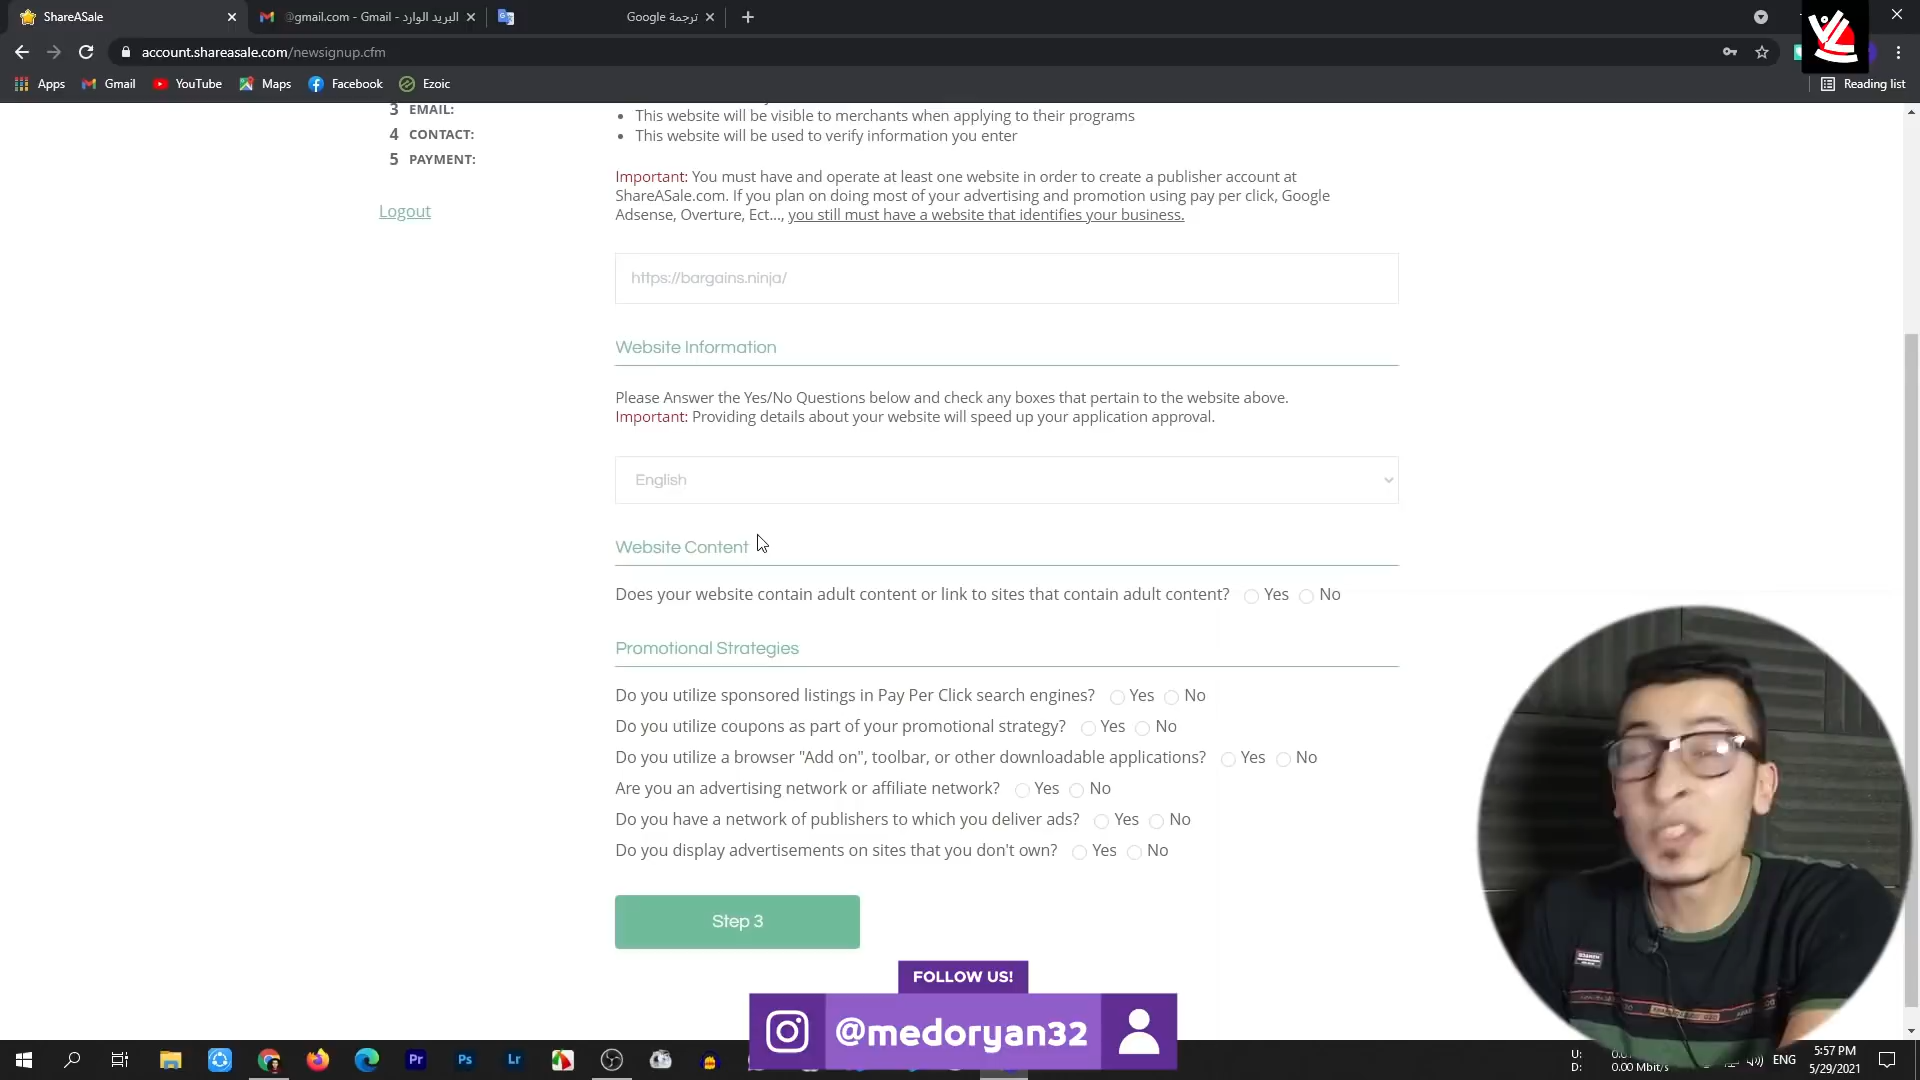 ShareASale
@gmail.com - Gmail - البريد الوارد
ترجمة Google
account.shareasale.com/newsignup.cfm
Apps
Gmail
YouTube
Maps
Facebook
Ezoic
Reading list
3 EMAIL:
4 CONTACT:
5 PAYMENT:
Logout
This website will be visible to merchants when applying to their programs
This website will be used to verify information you enter
Important: You must have and operate at least one website in order to create a publisher account at
ShareASale.com. If you plan on doing most of your advertising and promotion using pay per click, Google
Adsense, Overture, Ect..., you still must have a website that identifies your business.
https://bargains.ninja/
Website Information
Please Answer the Yes/No Questions below and check any boxes that pertain to the website above.
Important: Providing details about your website will speed up your application approval.
English
Website Content
Does your website contain adult content or link to sites that contain adult content? Yes No
Promotional Strategies
Do you utilize sponsored listings in Pay Per Click search engines? Yes No
Do you utilize coupons as part of your promotional strategy? Yes No
Do you utilize a browser "Add on", toolbar, or other downloadable applications? Yes No
Are you an advertising network or affiliate network? Yes No
Do you have a network of publishers to which you deliver ads? Yes No
Do you display advertisements on sites that you don't own? Yes No
Step 3
FOLLOW US!
@medoryan32
Pr
Ps
Lr
U:
D: 0.00 Mbit/s
ENG
5:57 PM
5/29/2021